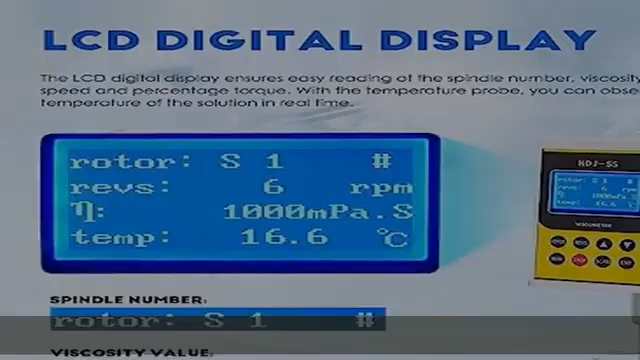 LCD DIGITAL DISPLAY
The LCD digital display ensures easy reading of the spindle number, viscosity
speed and percentage torque. With the temperature probe, you can obse
temperature of the solution in real time.
rotor: S 1 #
revs: 6 rpm
η: 1000mPa.S
temp: 16.6 ℃
NDJ-5S
rotor: S 1 #
revs: 6 rpm
η: 1000mPa.S
temp: 16.6 ℃
VISCOMETER
SPINDLE NUMBER:
rotor: S 1 #
VISCOSITY VALUE: